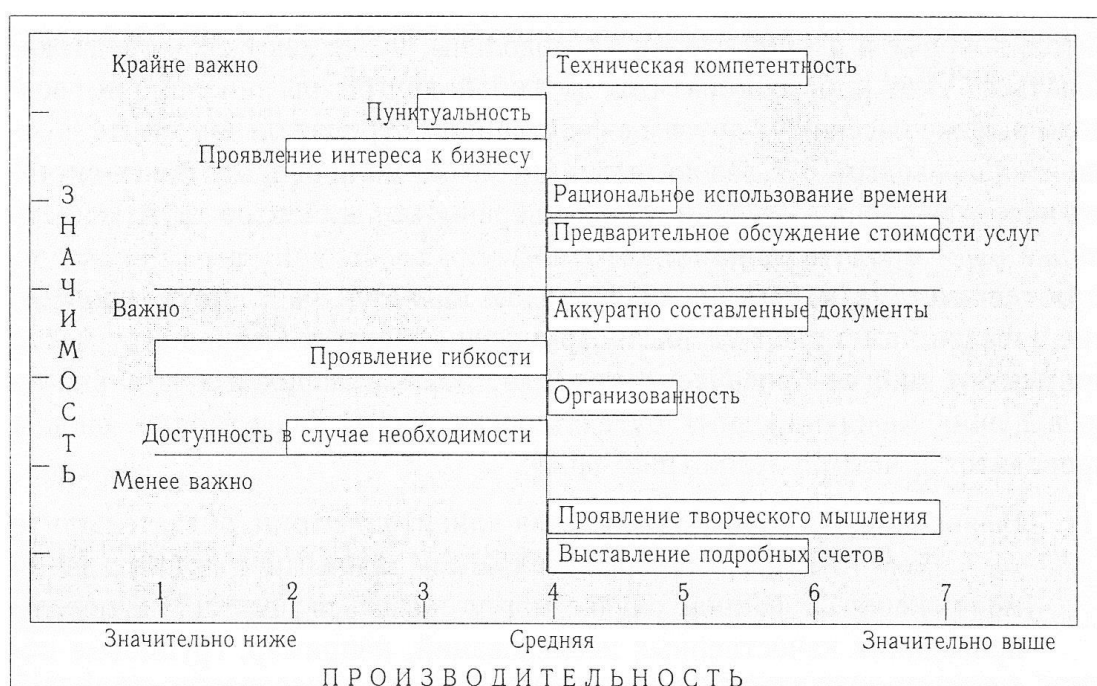 Крайне важно
Техническая компетентность
Пунктуальность
Проявление интереса к бизнесу
Рациональное использование времени
Предварительное обсуждение стоимости услуг
Важно
Аккуратно составленные документы
Проявление гибкости
Организованность
Доступность в случае необходимости
Менее важно
Проявление творческого мышления
Выставление подробных счетов
ЗНАЧИМОСТЬ
1 2 3 4 5 6 7
Значительно ниже Средняя Значительно выше
ПРОИЗВОДИТЕЛЬНОСТЬ